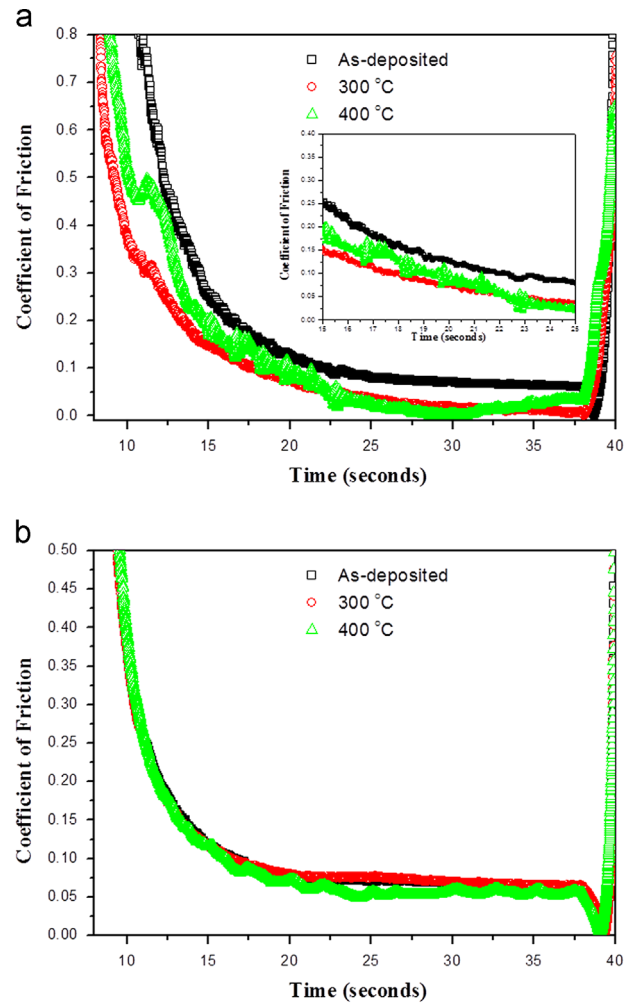 a
0.8
0.7
0.6
0.5
0.4
0.3
0.2
0.1
0.0
Coefficient of Friction
As-deposited
300 °C
400 °C
0.40
0.35
0.30
0.25
0.20
0.15
0.10
0.05
0.00
Coefficient of Friction
15 16 17 18 19 20 21 22 23 24 25
Time (seconds)
10 15 20 25 30 35 40
Time (seconds)
b
0.50
0.45
0.40
0.35
0.30
0.25
0.20
0.15
0.10
0.05
0.00
Coefficient of Friction
As-deposited
300 °C
400 °C
10 15 20 25 30 35 40
Time (seconds)